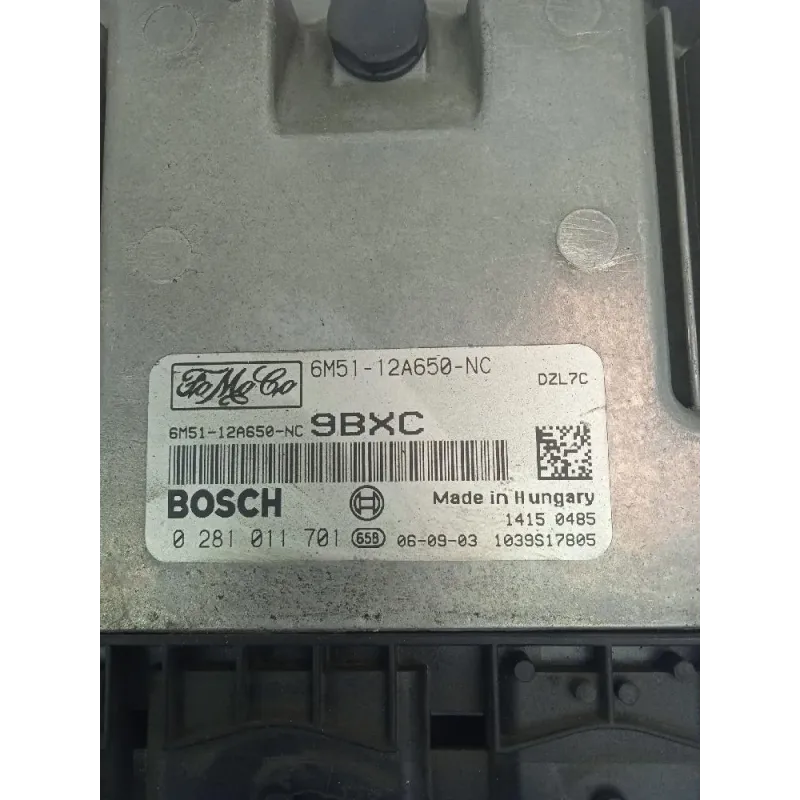 FoMoCo 6M51-12A650-NC DZL7C
6M51-12A650-NC 9BXC
BOSCH Made in Hungary
1415 0485
0 281 011 701 658 06-09-03 1039S17805